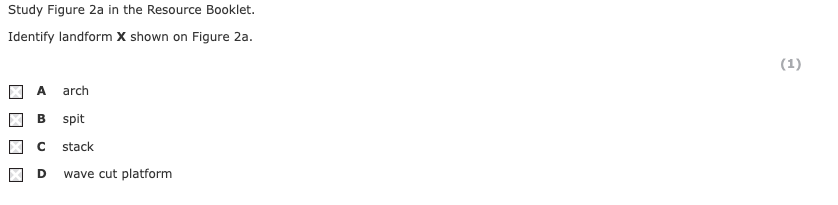 Study Figure 2a in the Resource Booklet.
Identify landform X shown on Figure 2a.
(1)
A arch
B spit
C stack
D wave cut platform